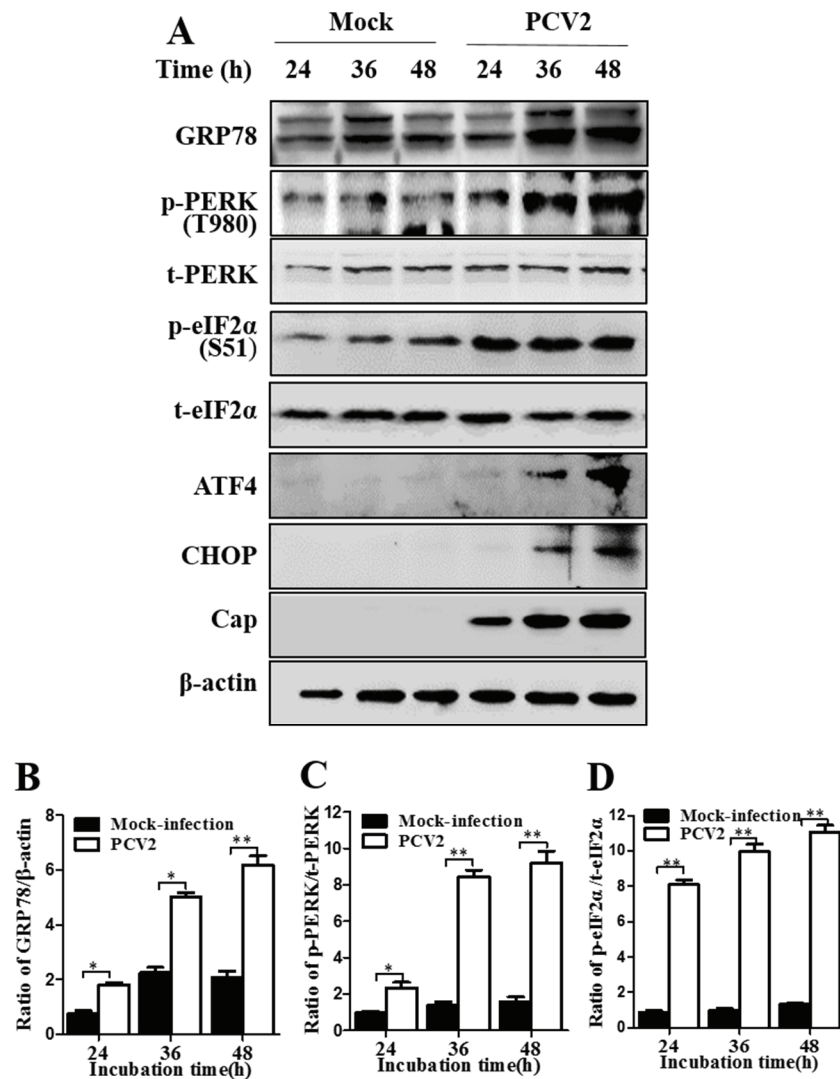 A
Mock PCV2
Time (h) 24 36 48 24 36 48
GRP78
p-PERK
(T980)
t-PERK
p-eIF2α
(S51)
t-eIF2α
ATF4
CHOP
Cap
β-actin
B
Ratio of GRP78/β-actin
8
6
4
2
0
Mock-infection
PCV2
*
*
**
24 36 48
Incubation time(h)
C
Ratio of p-PERK/t-PERK
12
10
8
6
4
2
0
Mock-infection
PCV2
*
**
**
24 36 48
Incubation time(h)
D
Ratio of p-eIF2α/t-eIF2α
12
10
8
6
4
2
0
Mock-infection
PCV2
**
**
**
24 36 48
Incubation time(h)